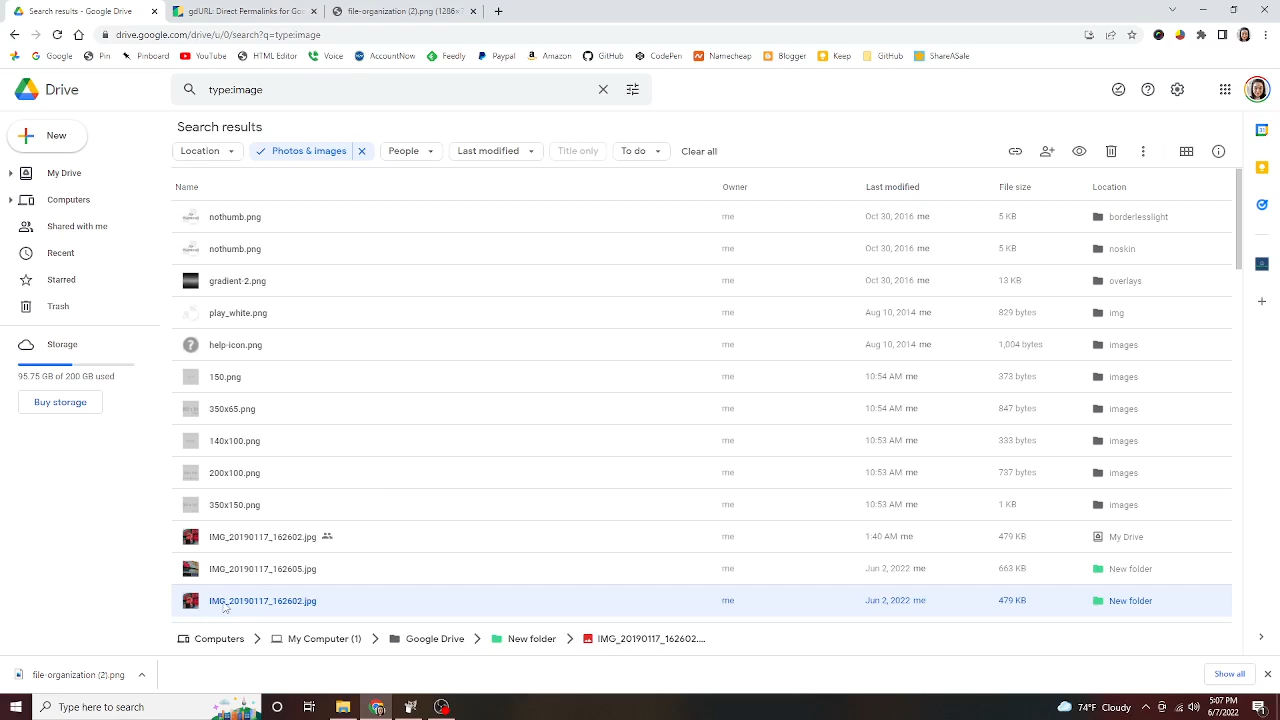 Search results - Google Drive
gdURL: Direct Permalinks for Go
file-organization (2).png (1286×7
drive.google.com/drive/u/0/search?q=type:image
Google
Pin
Pinboard
YouTube
HTML Editor
Voice
AccountNow
Feedly
Paypal
Amazon
GitHub
CodePen
Namecheap
Blogger
Keep
GitHub
ShareASale
Drive
type:image
New
My Drive
Computers
Shared with me
Recent
Starred
Trash
Storage
95.75 GB of 200 GB used
Buy storage
Search results
Location
Photos & images
People
Last modified
Title only
To do
Clear all
Name Owner Last modified File size Location
nothumb.png me Oct 30, 2016 me 5 KB borderlesslight
nothumb.png me Oct 30, 2016 me 5 KB noskin
gradient-2.png me Oct 30, 2016 me 13 KB overlays
play_white.png me Aug 10, 2014 me 829 bytes img
help-icon.png me Aug 10, 2014 me 1,004 bytes images
150.png me 10:54 AM me 373 bytes images
350x65.png me 10:54 AM me 847 bytes images
140x100.png me 10:53 AM me 333 bytes images
200x100.png me 10:53 AM me 737 bytes images
350x150.png me 10:53 AM me 1 KB images
IMG_20190117_162602.jpg me 1:40 AM me 479 KB My Drive
IMG_20190117_162605.jpg me Jun 2, 2022 me 663 KB New folder
IMG_20190117_162602.jpg me Jun 2, 2022 me 479 KB New folder
Computers
My Computer (1)
Google Drive
New folder
IMG_20190117_162602....
file-organization (2).png
Show all
Type here to search
74°F Cloudy
5:07 PM
6/7/2022